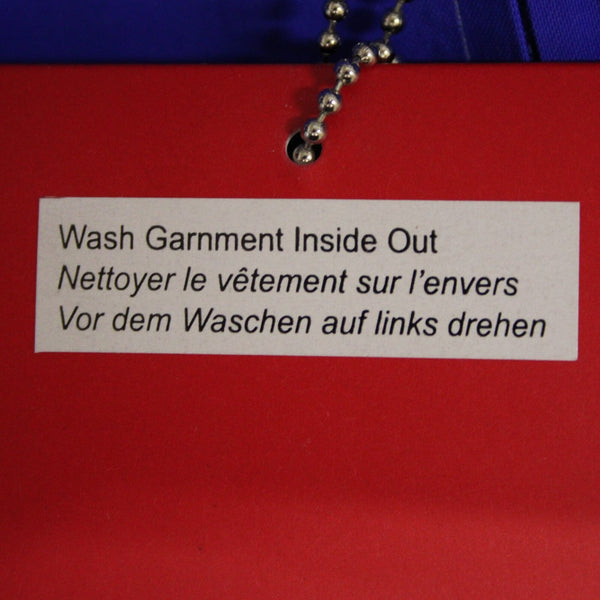 Wash Garnment Inside Out
Nettoyer le vêtement sur l'envers
Vor dem Waschen auf links drehen